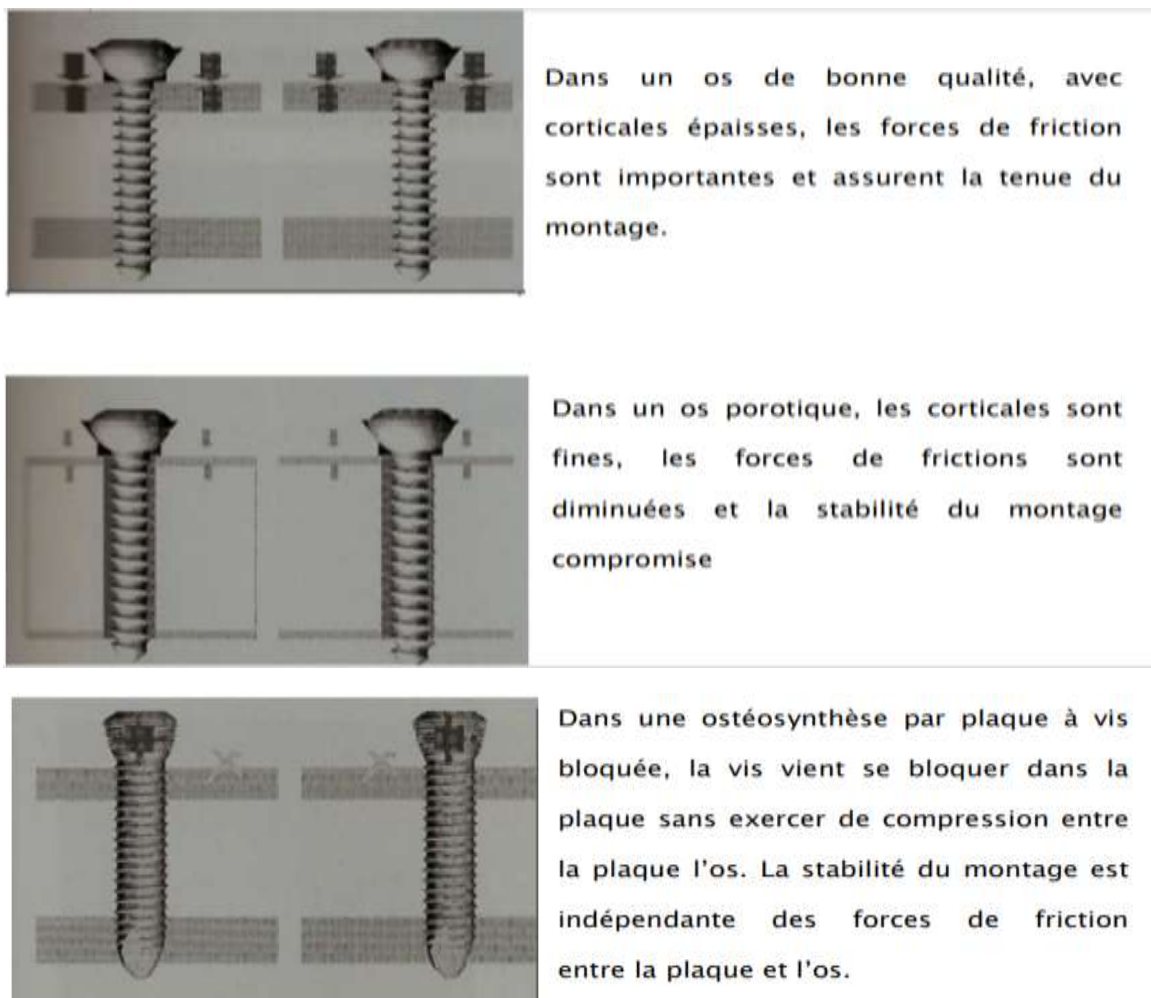 Dans un os de bonne qualité, avec
corticales épaisses, les forces de friction
sont importantes et assurent la tenue du
montage.
Dans un os porotique, les corticales sont
fines, les forces de frictions sont
diminuées et la stabilité du montage
compromise
Dans une ostéosynthèse par plaque à vis
bloquée, la vis vient se bloquer dans la
plaque sans exercer de compression entre
la plaque l'os. La stabilité du montage est
indépendante des forces de friction
entre la plaque et l'os.